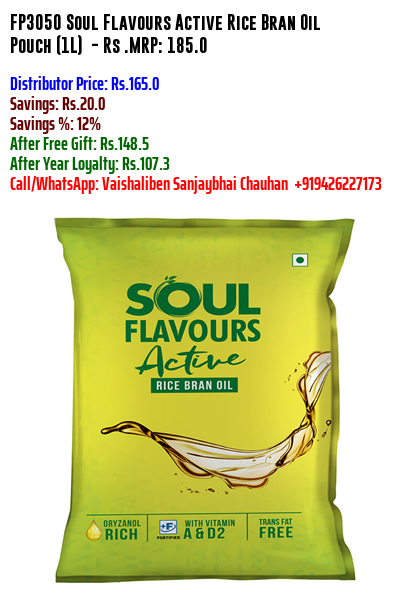 FP3050 Soul Flavours Active Rice Bran Oil
Pouch (1L) - Rs .MRP: 185.0
Distributor Price: Rs.165.0
Savings: Rs.20.0
Savings %: 12%
After Free Gift: Rs.148.5
After Year Loyalty: Rs.107.3
Call/WhatsApp: Vaishaliben Sanjaybhai Chauhan +919426227173
SOUL
FLAVOURS
Active
RICE BRAN OIL
ORYZANOL
RICH
+F
FORTIFIED
WITH VITAMIN
A & D2
TRANS FAT
FREE